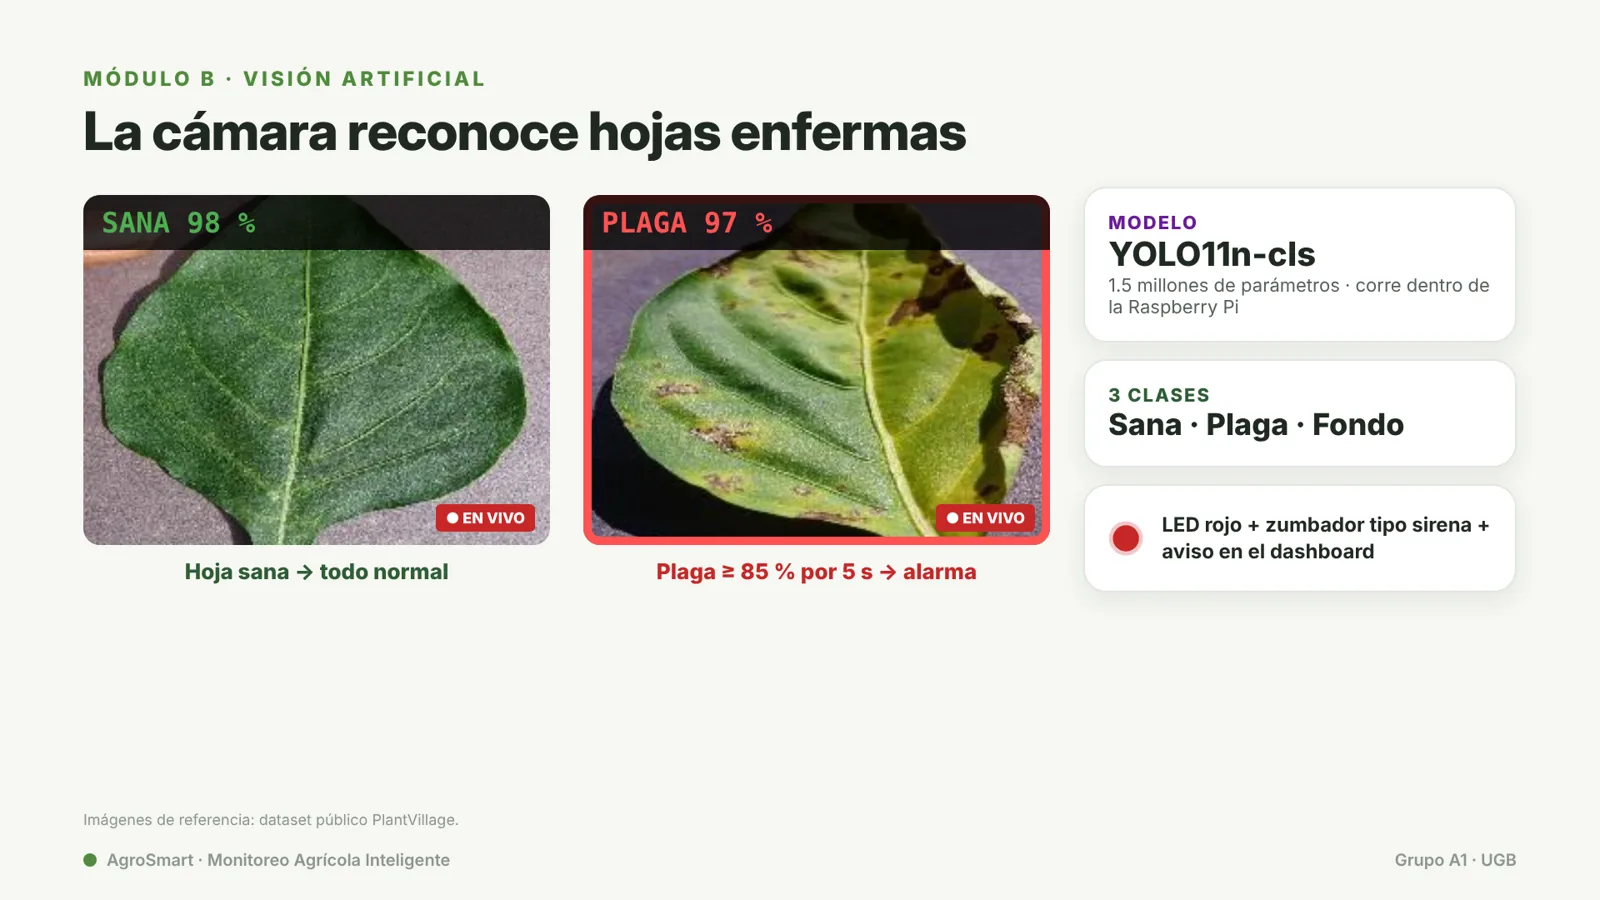 MÓDULO B · VISIÓN ARTIFICIAL
La cámara reconoce hojas enfermas
SANA 98 %
EN VIVO
Hoja sana → todo normal
PLAGA 97 %
EN VIVO
Plaga ≥ 85 % por 5 s → alarma
MODELO
YOLO11n-cls
1.5 millones de parámetros · corre dentro de
la Raspberry Pi
3 CLASES
Sana · Plaga · Fondo
LED rojo + zumbador tipo sirena +
aviso en el dashboard
Imágenes de referencia: dataset público PlantVillage.
AgroSmart · Monitoreo Agrícola Inteligente
Grupo A1 · UGB